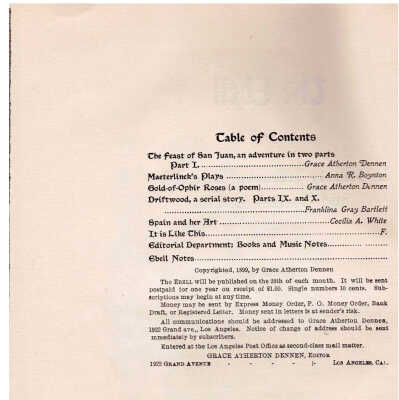 Table of Contents
The Feast of San Juan, an adventure in two parts
Part I. Grace Atherton Dennen
Maeterlinck's Plays Anna R. Boynton
Gold-of-Ophir Roses (a poem) Grace Atherton Dennen
Driftwood, a serial story. Parts IX. and X.
Franklina Gray Bartlett
Spain and her Art Cecilia A. White
It is Like This F.
Editorial Department: Books and Music Notes
Ebell Notes
Copyrighted, 1899, by Grace Atherton Dennen
The Ebell will be published on the 20th of each month. It will be sent
postpaid for one year on receipt of $1.00. Single numbers 10 cents. Sub-
scriptions may begin at any time.
Money may be sent by Express Money Order, P. O. Money Order, Bank
Draft, or Registered Letter. Money sent in letters is at sender's risk.
All communications should be addressed to Grace Atherton Dennen,
1922 Grand ave., Los Angeles. Notice of change of address should be sent
immediately by subscribers.
Entered at the Los Angeles Post Office as second-class mail matter.
GRACE ATHERTON DENNEN, Editor
1922 Grand Avenue - - - - - Los Angeles, Cal.